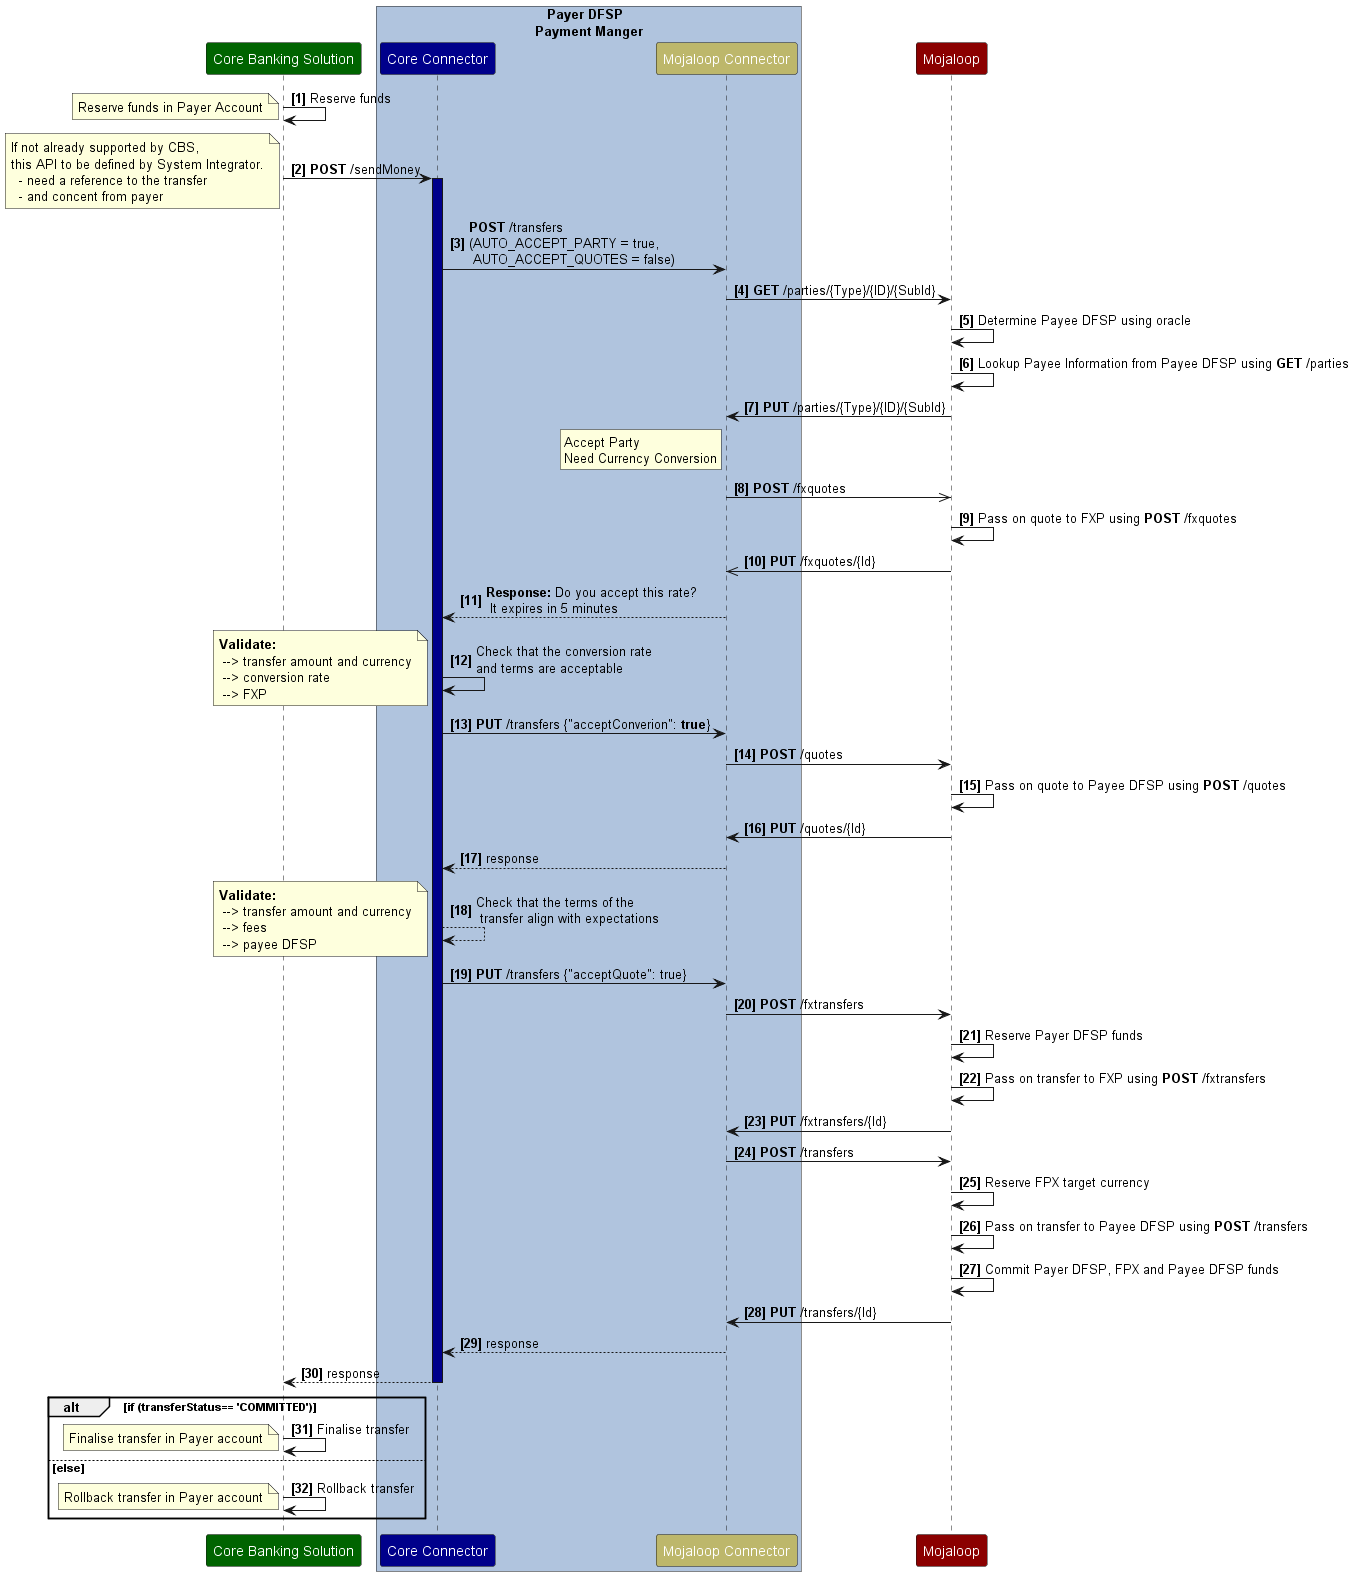 Payer DFSP
Payment Manger
Core Banking Solution
Core Connector
Mojaloop Connector
Mojaloop
Reserve funds in Payer Account
[1] Reserve funds
If not already supported by CBS,
this API to be defined by System Integrator.
- need a reference to the transfer
- and concent from payer
[2] POST /sendMoney
POST /transfers
[3] (AUTO_ACCEPT_PARTY = true,
AUTO_ACCEPT_QUOTES = false)
[4] GET /parties/{Type}/{ID}/{SubId}
[5] Determine Payee DFSP using oracle
[6] Lookup Payee Information from Payee DFSP using GET /parties
[7] PUT /parties/{Type}/{ID}/{SubId}
Accept Party
Need Currency Conversion
[8] POST /fxquotes
[9] Pass on quote to FXP using POST /fxquotes
[10] PUT /fxquotes/{Id}
[11] Response: Do you accept this rate?
It expires in 5 minutes
Validate:
--> transfer amount and currency
--> conversion rate
--> FXP
[12] Check that the conversion rate
and terms are acceptable
[13] PUT /transfers {"acceptConverion": true}
[14] POST /quotes
[15] Pass on quote to Payee DFSP using POST /quotes
[16] PUT /quotes/{Id}
[17] response
Validate:
--> transfer amount and currency
--> fees
--> payee DFSP
[18] Check that the terms of the
transfer align with expectations
[19] PUT /transfers {"acceptQuote": true}
[20] POST /fxtransfers
[21] Reserve Payer DFSP funds
[22] Pass on transfer to FXP using POST /fxtransfers
[23] PUT /fxtransfers/{Id}
[24] POST /transfers
[25] Reserve FPX target currency
[26] Pass on transfer to Payee DFSP using POST /transfers
[27] Commit Payer DFSP, FPX and Payee DFSP funds
[28] PUT /transfers/{Id}
[29] response
[30] response
alt [if (transferStatus== 'COMMITTED')]
Finalise transfer in Payer account
[31] Finalise transfer
[else]
Rollback transfer in Payer account
[32] Rollback transfer
Core Banking Solution
Core Connector
Mojaloop Connector
Mojaloop